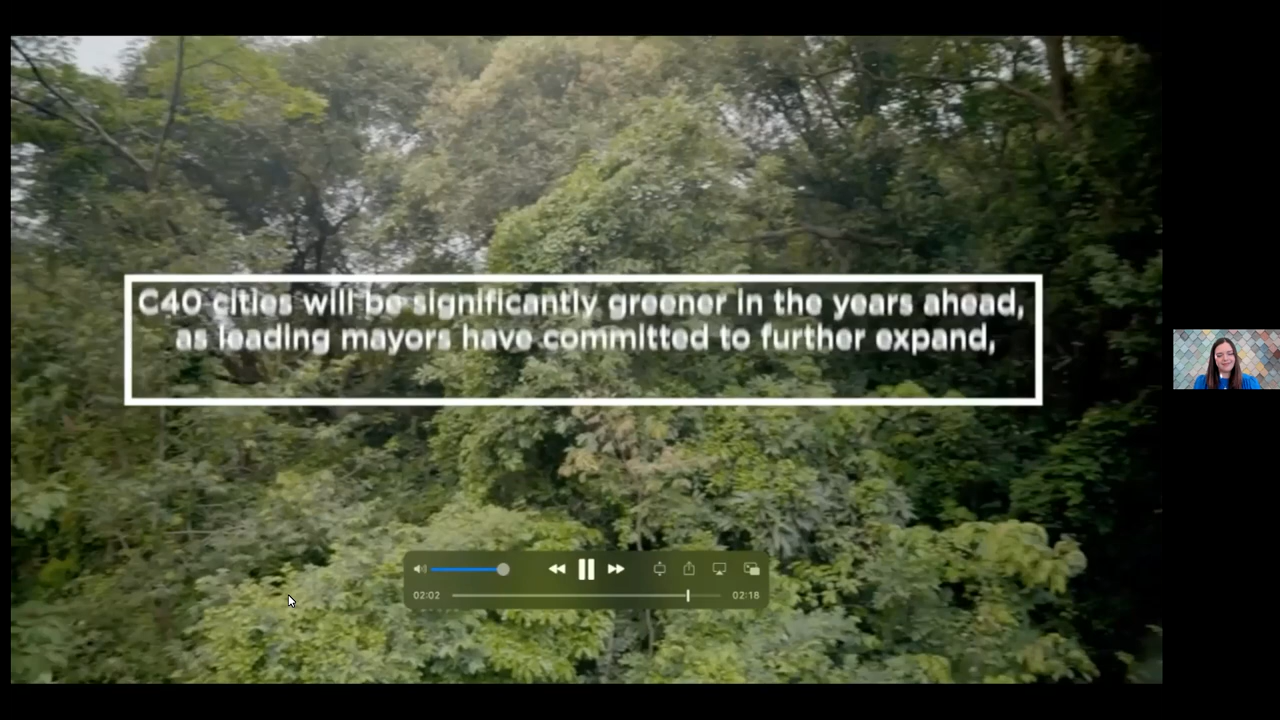 C40 cities will be significantly greener in the years ahead,
as leading mayors have committed to further expand,
02:02
02:18